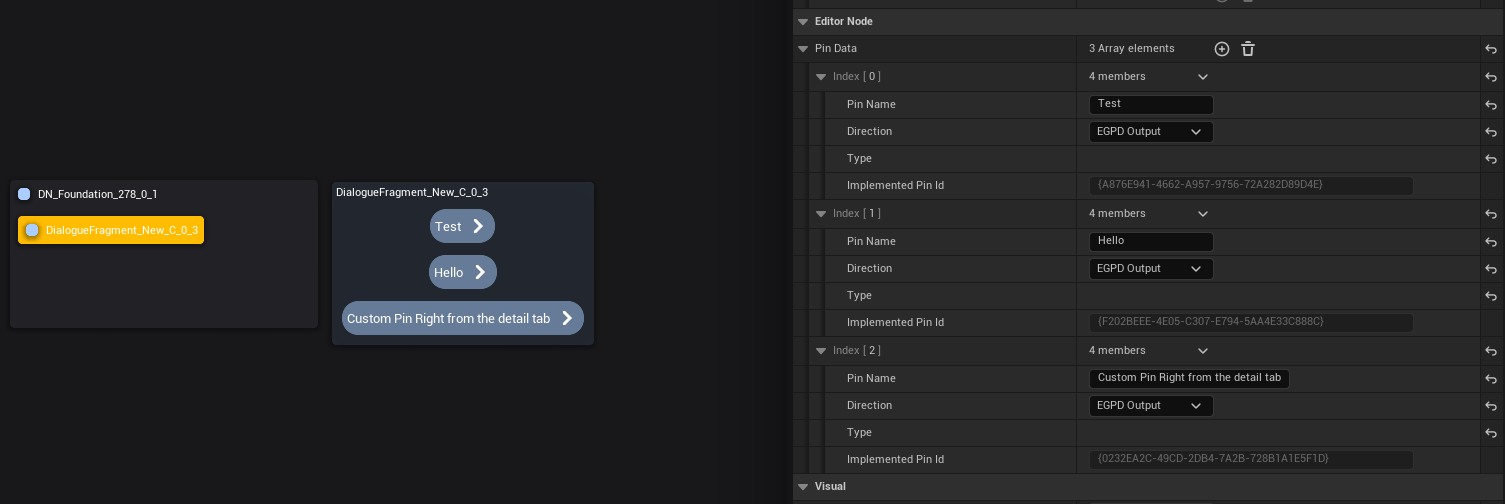 DN_Foundation_278_0_1
DialogueFragment_New_C_0_3
DialogueFragment_New_C_0_3
Test
Hello
Custom Pin Right from the detail tab
Editor Node
Pin Data 3 Array elements
Index [ 0 ] 4 members
Pin Name Test
Direction EGPD Output
Type
Implemented Pin Id {A876E941-4662-A957-9756-72A282D89D4E}
Index [ 1 ] 4 members
Pin Name Hello
Direction EGPD Output
Type
Implemented Pin Id {F202BEEE-4E05-C307-E794-5AA4E33C888C}
Index [ 2 ] 4 members
Pin Name Custom Pin Right from the detail tab
Direction EGPD Output
Type
Implemented Pin Id {0232EA2C-49CD-2DB4-7A2B-728B1A1E5F1D}
Visual